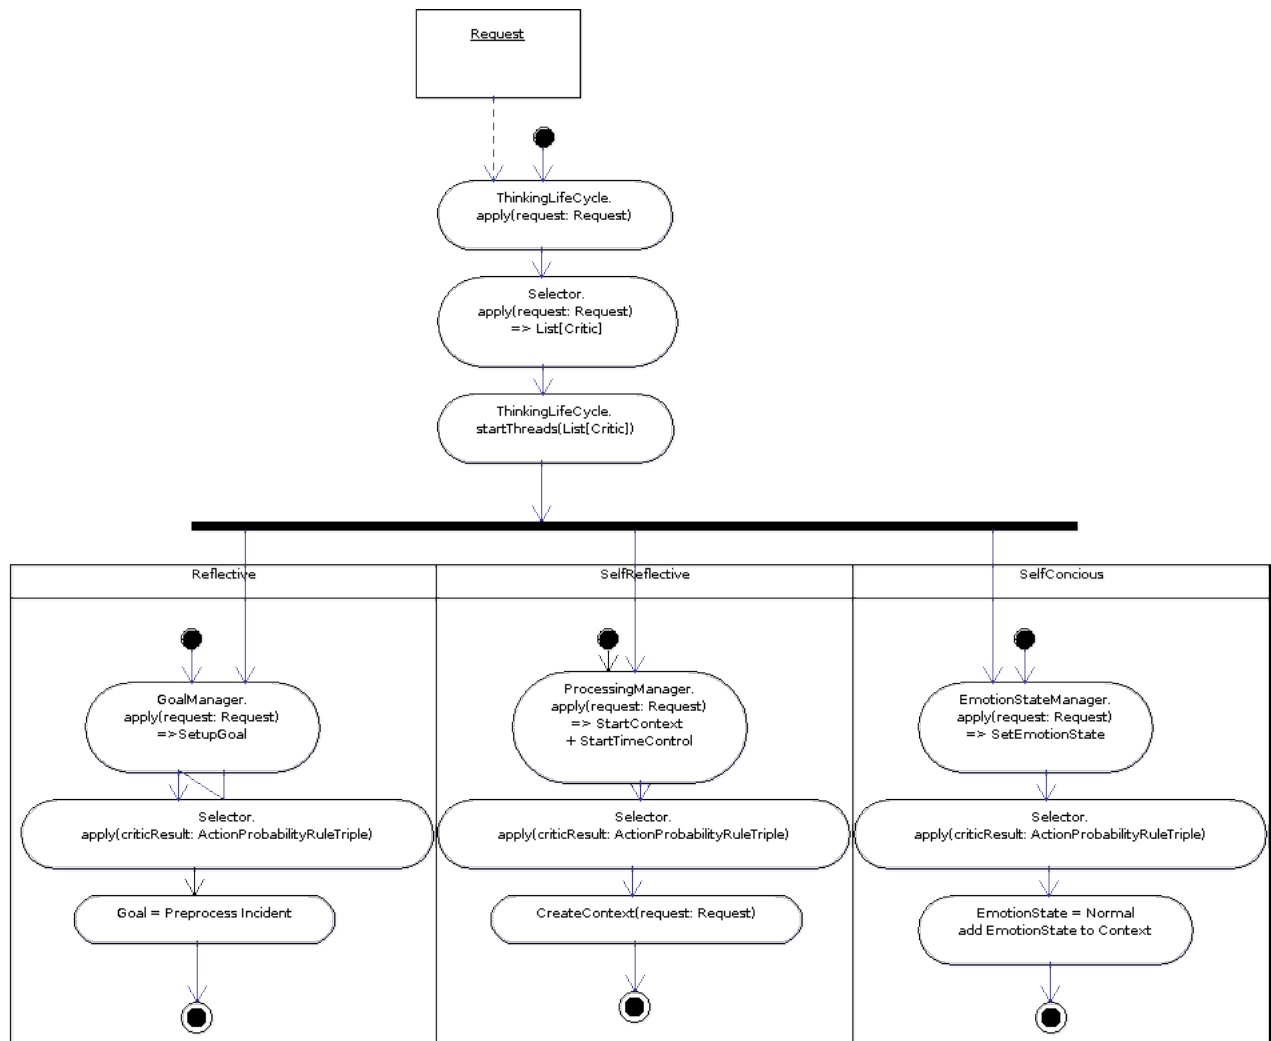 Request
ThinkingLifeCycle.
apply(request: Request)
Selector.
apply(request: Request)
=> List[Critic]
ThinkingLifeCycle.
startThreads(List[Critic])
Reflective
SelfReflective
SelfConcious
GoalManager.
apply(request: Request)
=>SetupGoal
ProcessingManager.
apply(request: Request)
=> StartContext
+ StartTimeControl
EmotionStateManager.
apply(request: Request)
=> SetEmotionState
Selector.
apply(criticResult: ActionProbabilityRuleTriple)
Selector.
apply(criticResult: ActionProbabilityRuleTriple)
Selector.
apply(criticResult: ActionProbabilityRuleTriple)
Goal = Preprocess Incident
CreateContext(request: Request)
EmotionState = Normal
add EmotionState to Context